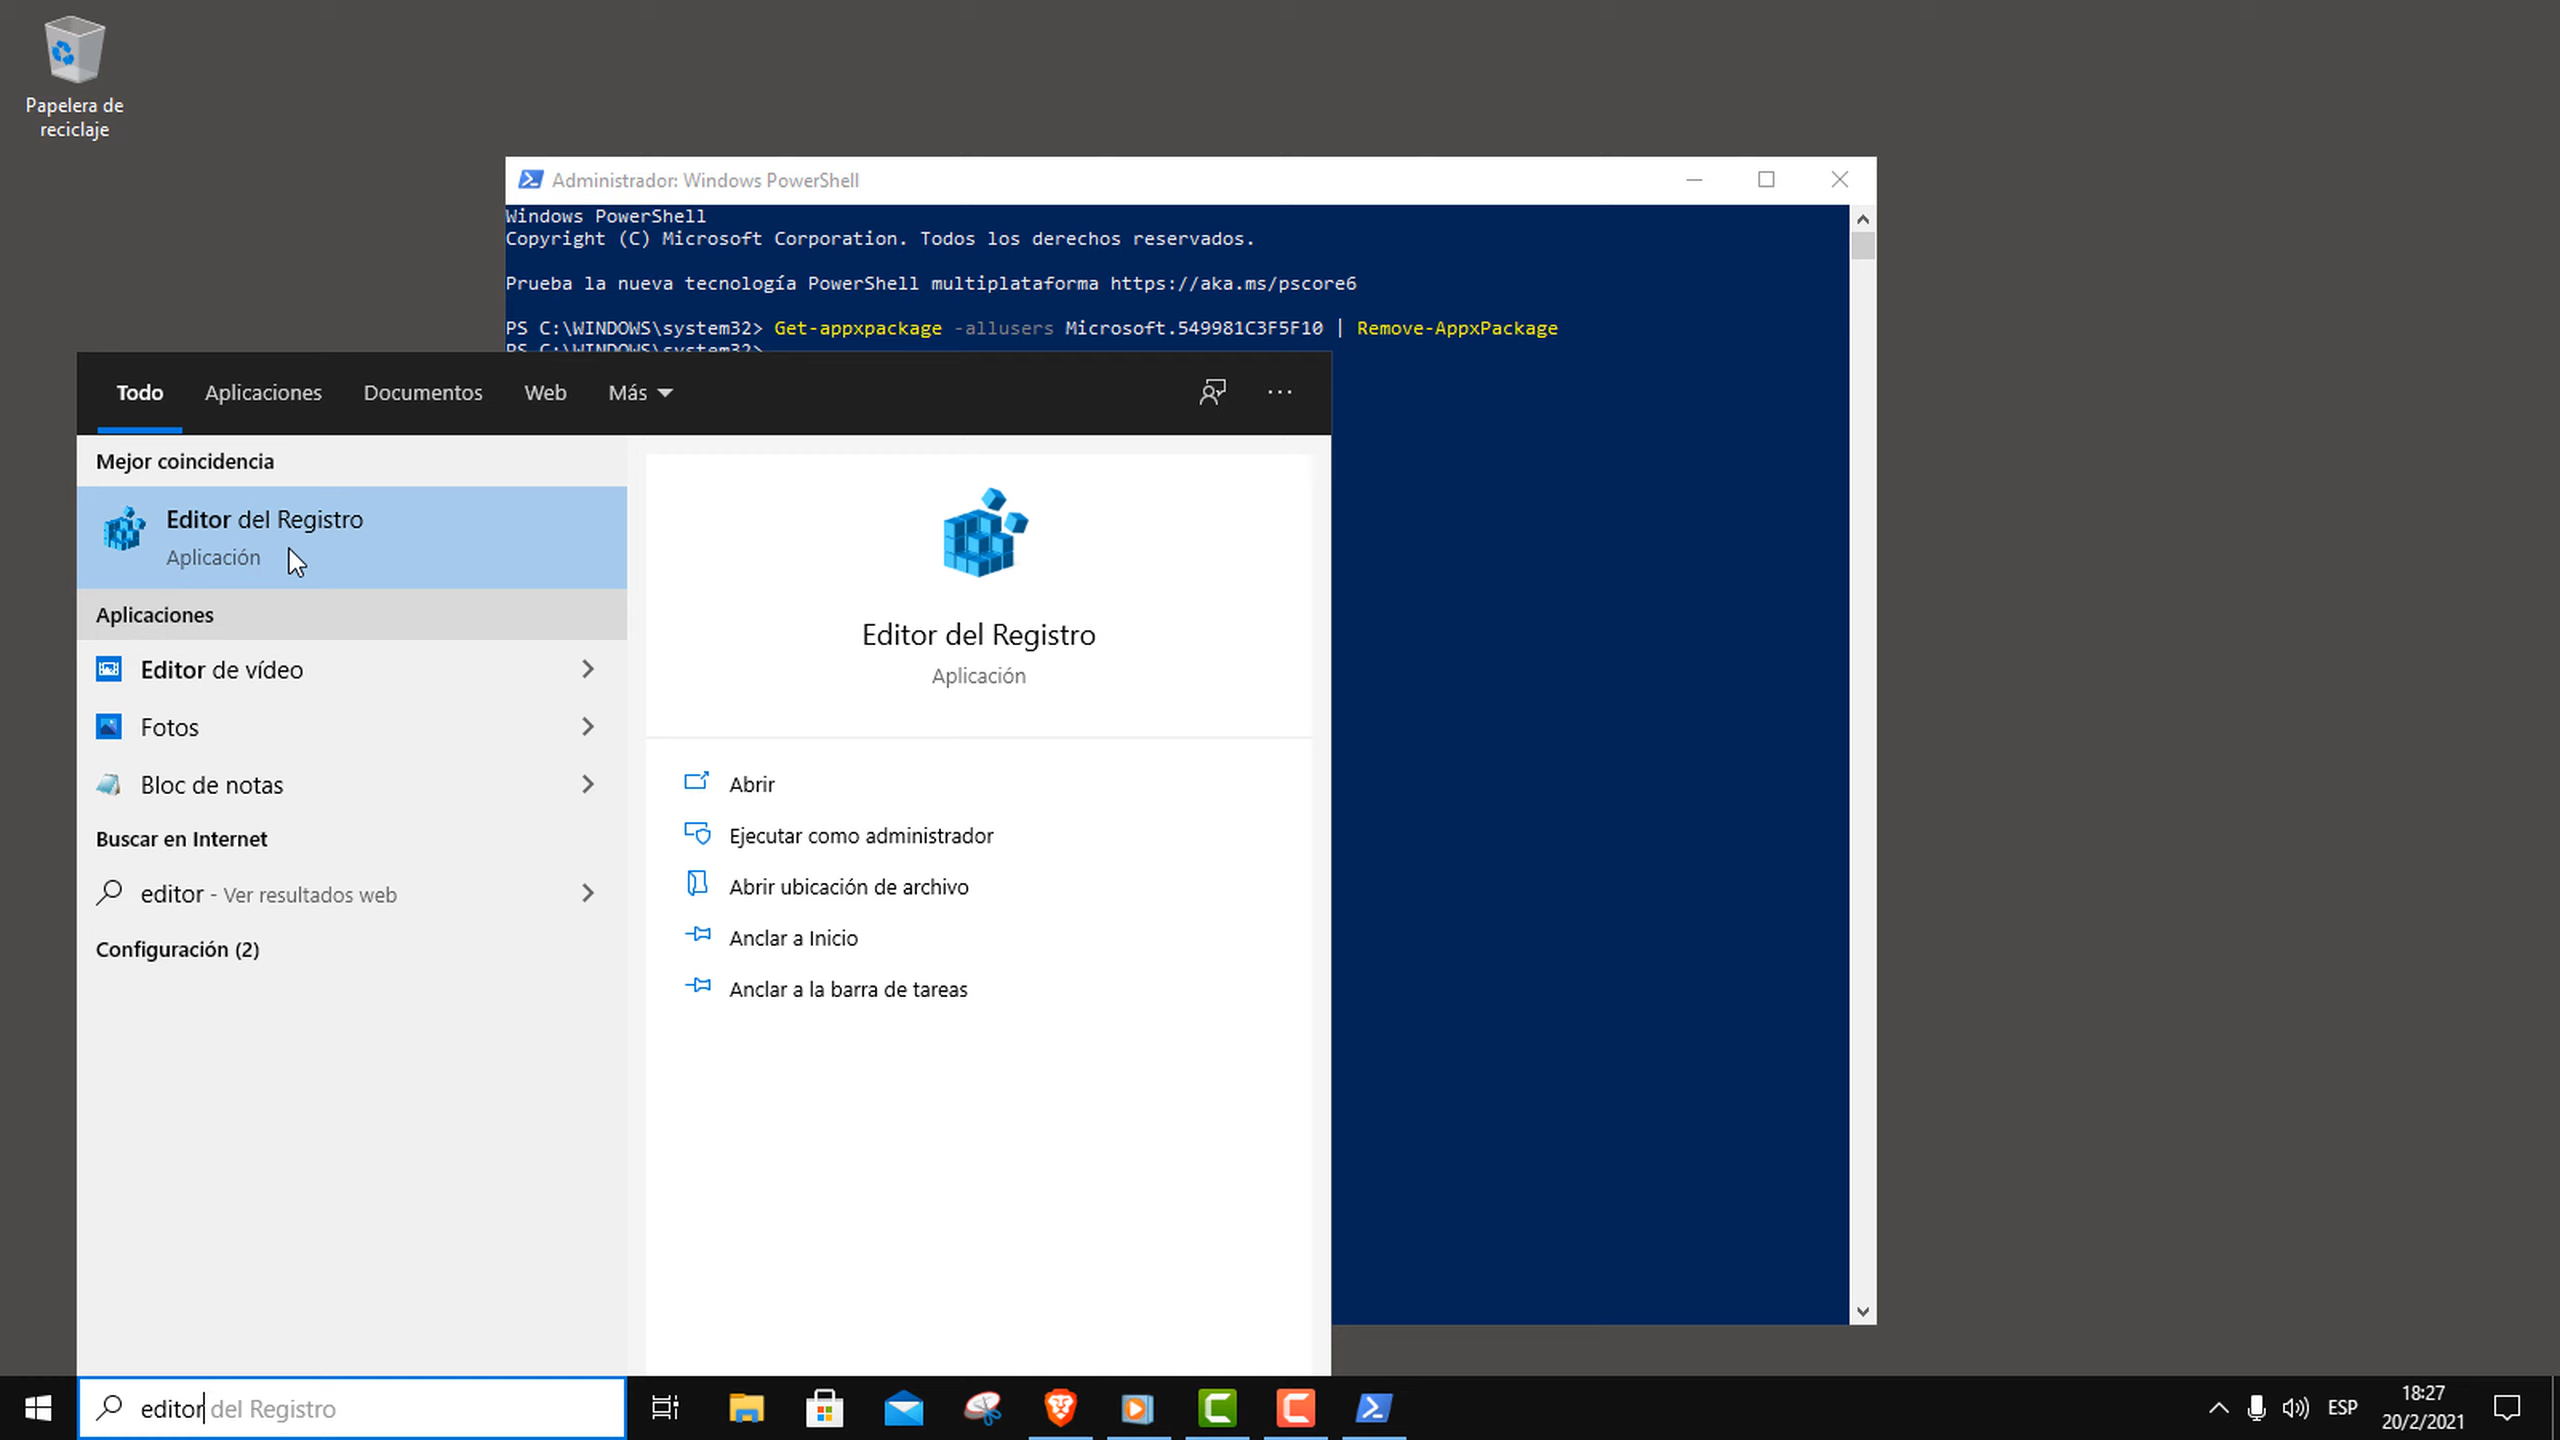 Papelera de
reciclaje
Administrador: Windows PowerShell
Windows PowerShell
Copyright (C) Microsoft Corporation. Todos los derechos reservados.
Prueba la nueva tecnología PowerShell multiplataforma https://aka.ms/pscore6
PS C:\WINDOWS\system32> Get-appxpackage -allusers Microsoft.549981C3F5F10 | Remove-AppxPackage
PS C:\WINDOWS\system32>
Todo Aplicaciones Documentos Web Más
Mejor coincidencia
Editor del Registro
Aplicación
Aplicaciones
Editor de vídeo
Fotos
Bloc de notas
Buscar en Internet
editor - Ver resultados web
Configuración (2)
Editor del Registro
Aplicación
Abrir
Ejecutar como administrador
Abrir ubicación de archivo
Anclar a Inicio
Anclar a la barra de tareas
editor del Registro
ESP
18:27
20/2/2021